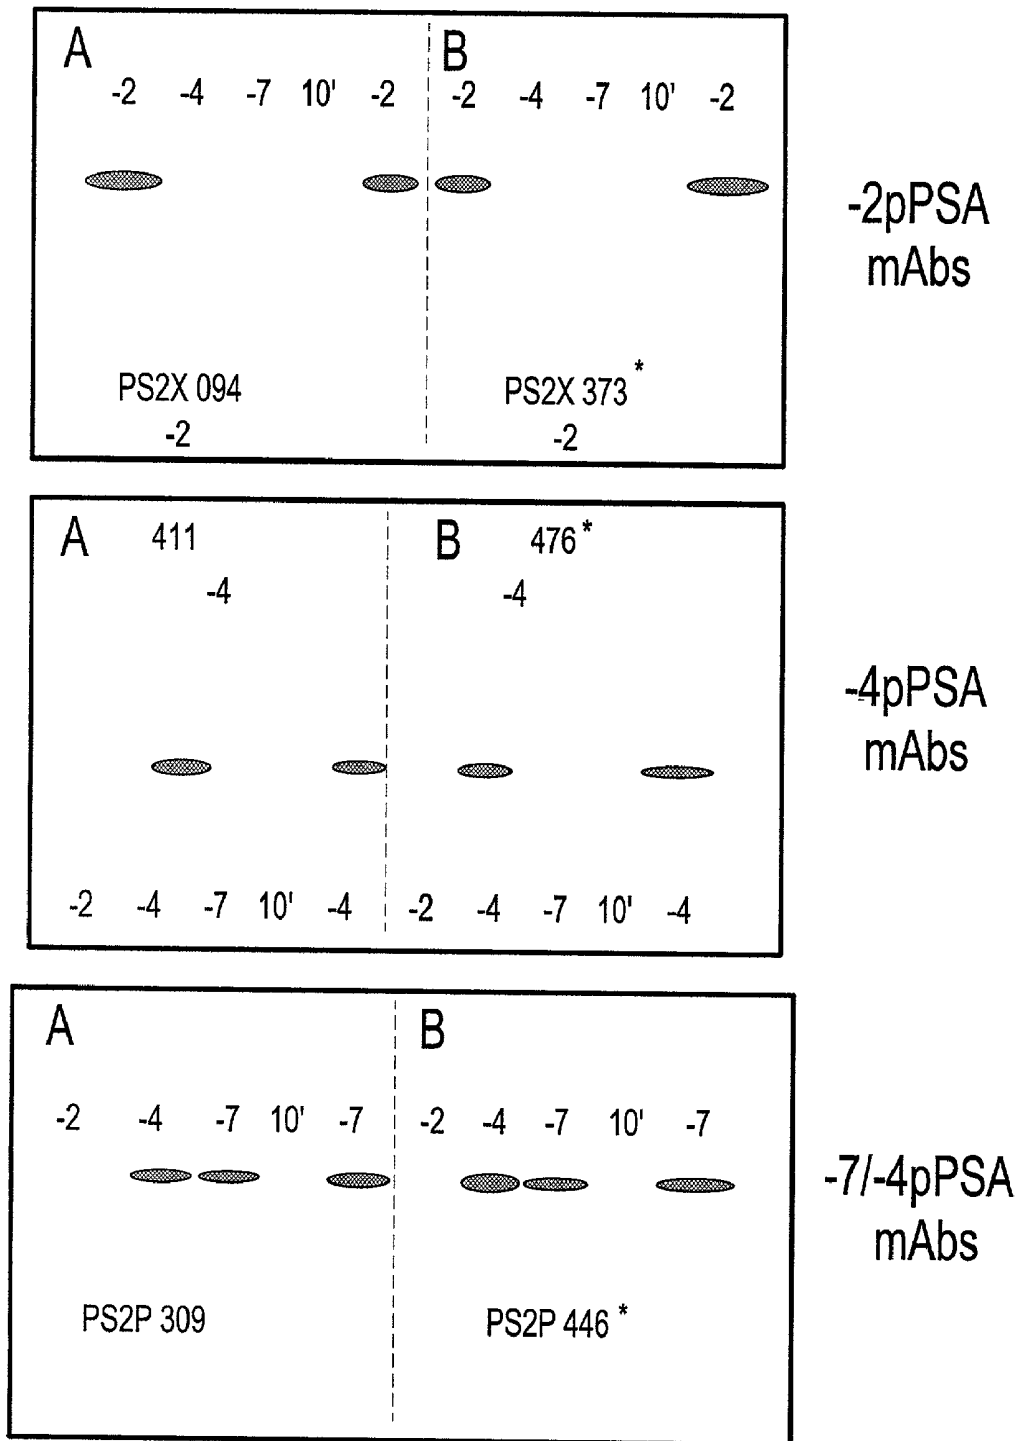 A
B
-2 -4 -7 10' -2
-2 -4 -7 10' -2
PS2X 094
-2
PS2X 373 *
-2
-2pPSA
mAbs
A 411
-4
B 476 *
-4
-2 -4 -7 10' -4
-2 -4 -7 10' -4
-4pPSA
mAbs
A
B
-2 -4 -7 10' -7
-2 -4 -7 10' -7
PS2P 309
PS2P 446 *
-7/-4pPSA
mAbs